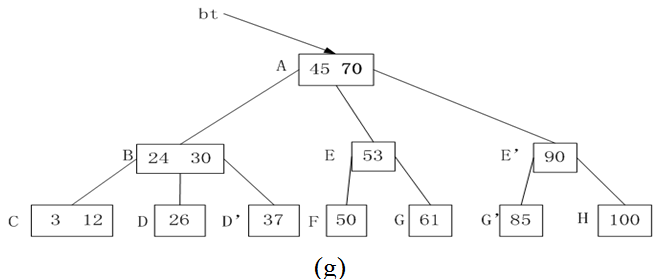 bt
A 45 70
B 24 30 E 53 E' 90
C 3 12 D 26 D' 37 F 50 G 61 G' 85 H 100
(g)